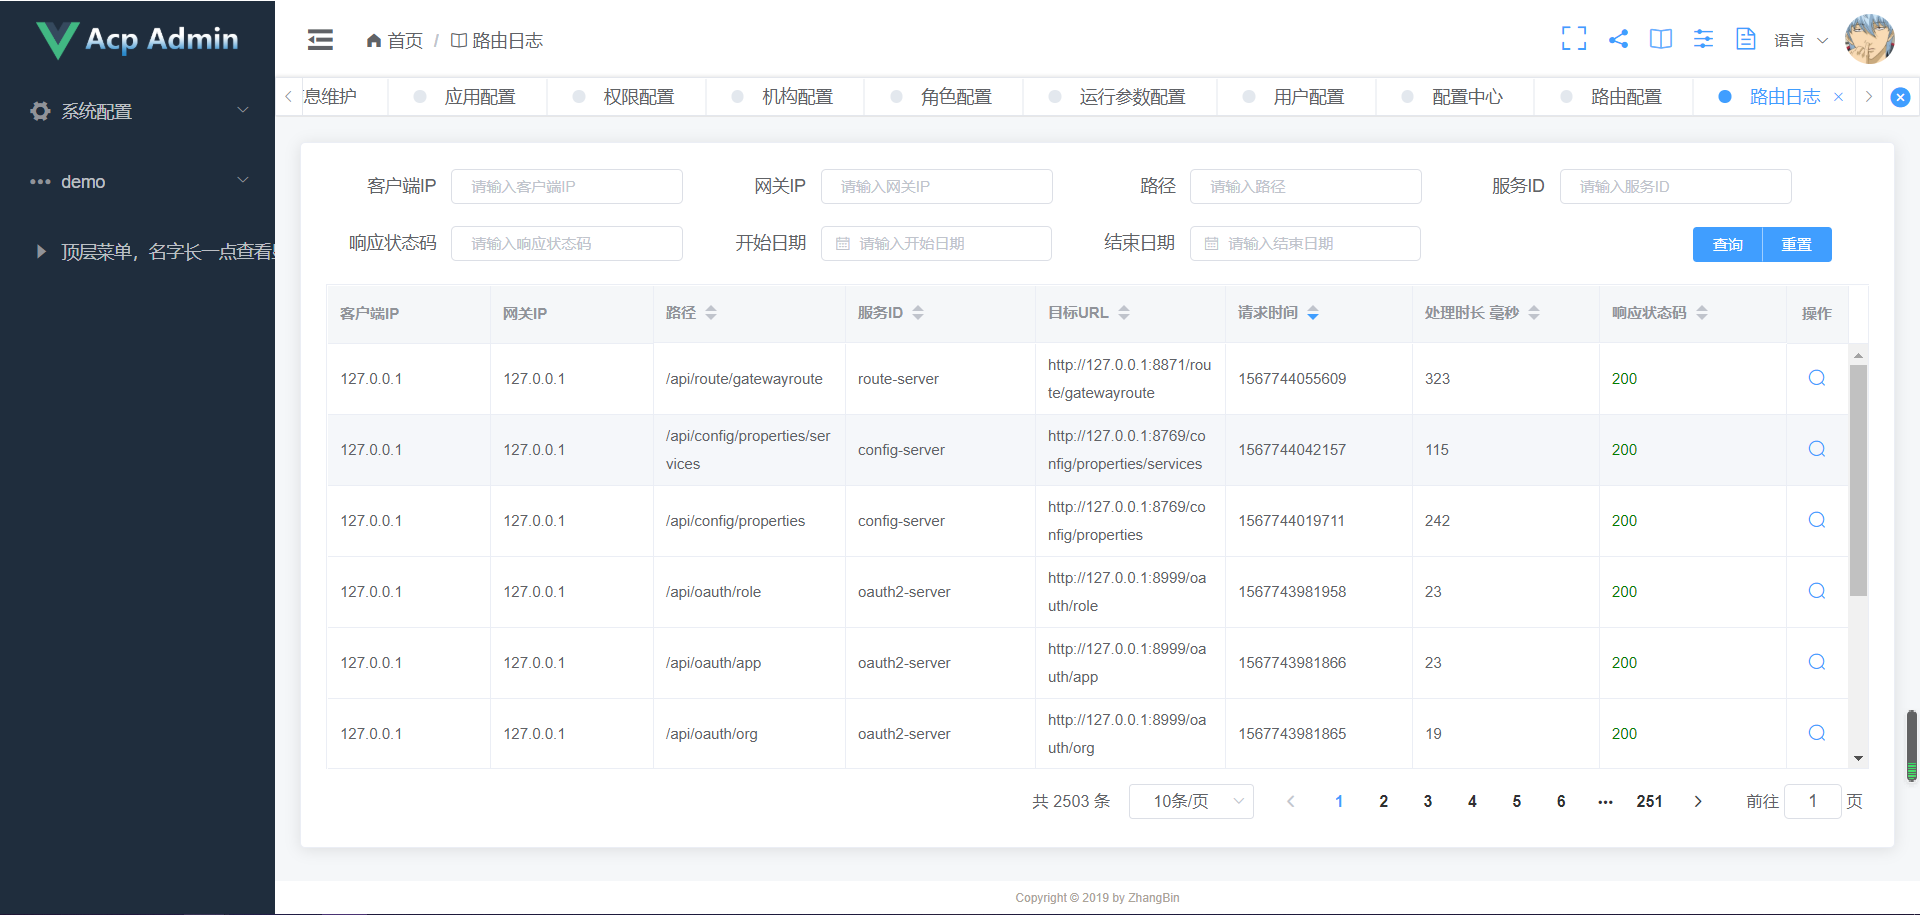 Acp Admin
首页 / 路由日志
语言
系统配置
demo
顶层菜单，名字长一点查看
息维护
应用配置
权限配置
机构配置
角色配置
运行参数配置
用户配置
配置中心
路由配置
路由日志
客户端IP 请输入客户端IP
网关IP 请输入网关IP
路径 请输入路径
服务ID 请输入服务ID
响应状态码 请输入响应状态码
开始日期 请输入开始日期
结束日期 请输入结束日期
查询 重置
客户端IP 网关IP 路径 服务ID 目标URL 请求时间 处理时长 毫秒 响应状态码 操作
127.0.0.1 127.0.0.1 /api/route/gatewayroute route-server http://127.0.0.1:8871/rou
te/gatewayroute 1567744055609 323 200
127.0.0.1 127.0.0.1 /api/config/properties/ser
vices config-server http://127.0.0.1:8769/co
nfig/properties/services 1567744042157 115 200
127.0.0.1 127.0.0.1 /api/config/properties config-server http://127.0.0.1:8769/co
nfig/properties 1567744019711 242 200
127.0.0.1 127.0.0.1 /api/oauth/role oauth2-server http://127.0.0.1:8999/oa
uth/role 1567743981958 23 200
127.0.0.1 127.0.0.1 /api/oauth/app oauth2-server http://127.0.0.1:8999/oa
uth/app 1567743981866 23 200
127.0.0.1 127.0.0.1 /api/oauth/org oauth2-server http://127.0.0.1:8999/oa
uth/org 1567743981865 19 200
共 2503 条 10条/页 1 2 3 4 5 6 ••• 251 前往 1 页
Copyright © 2019 by ZhangBin